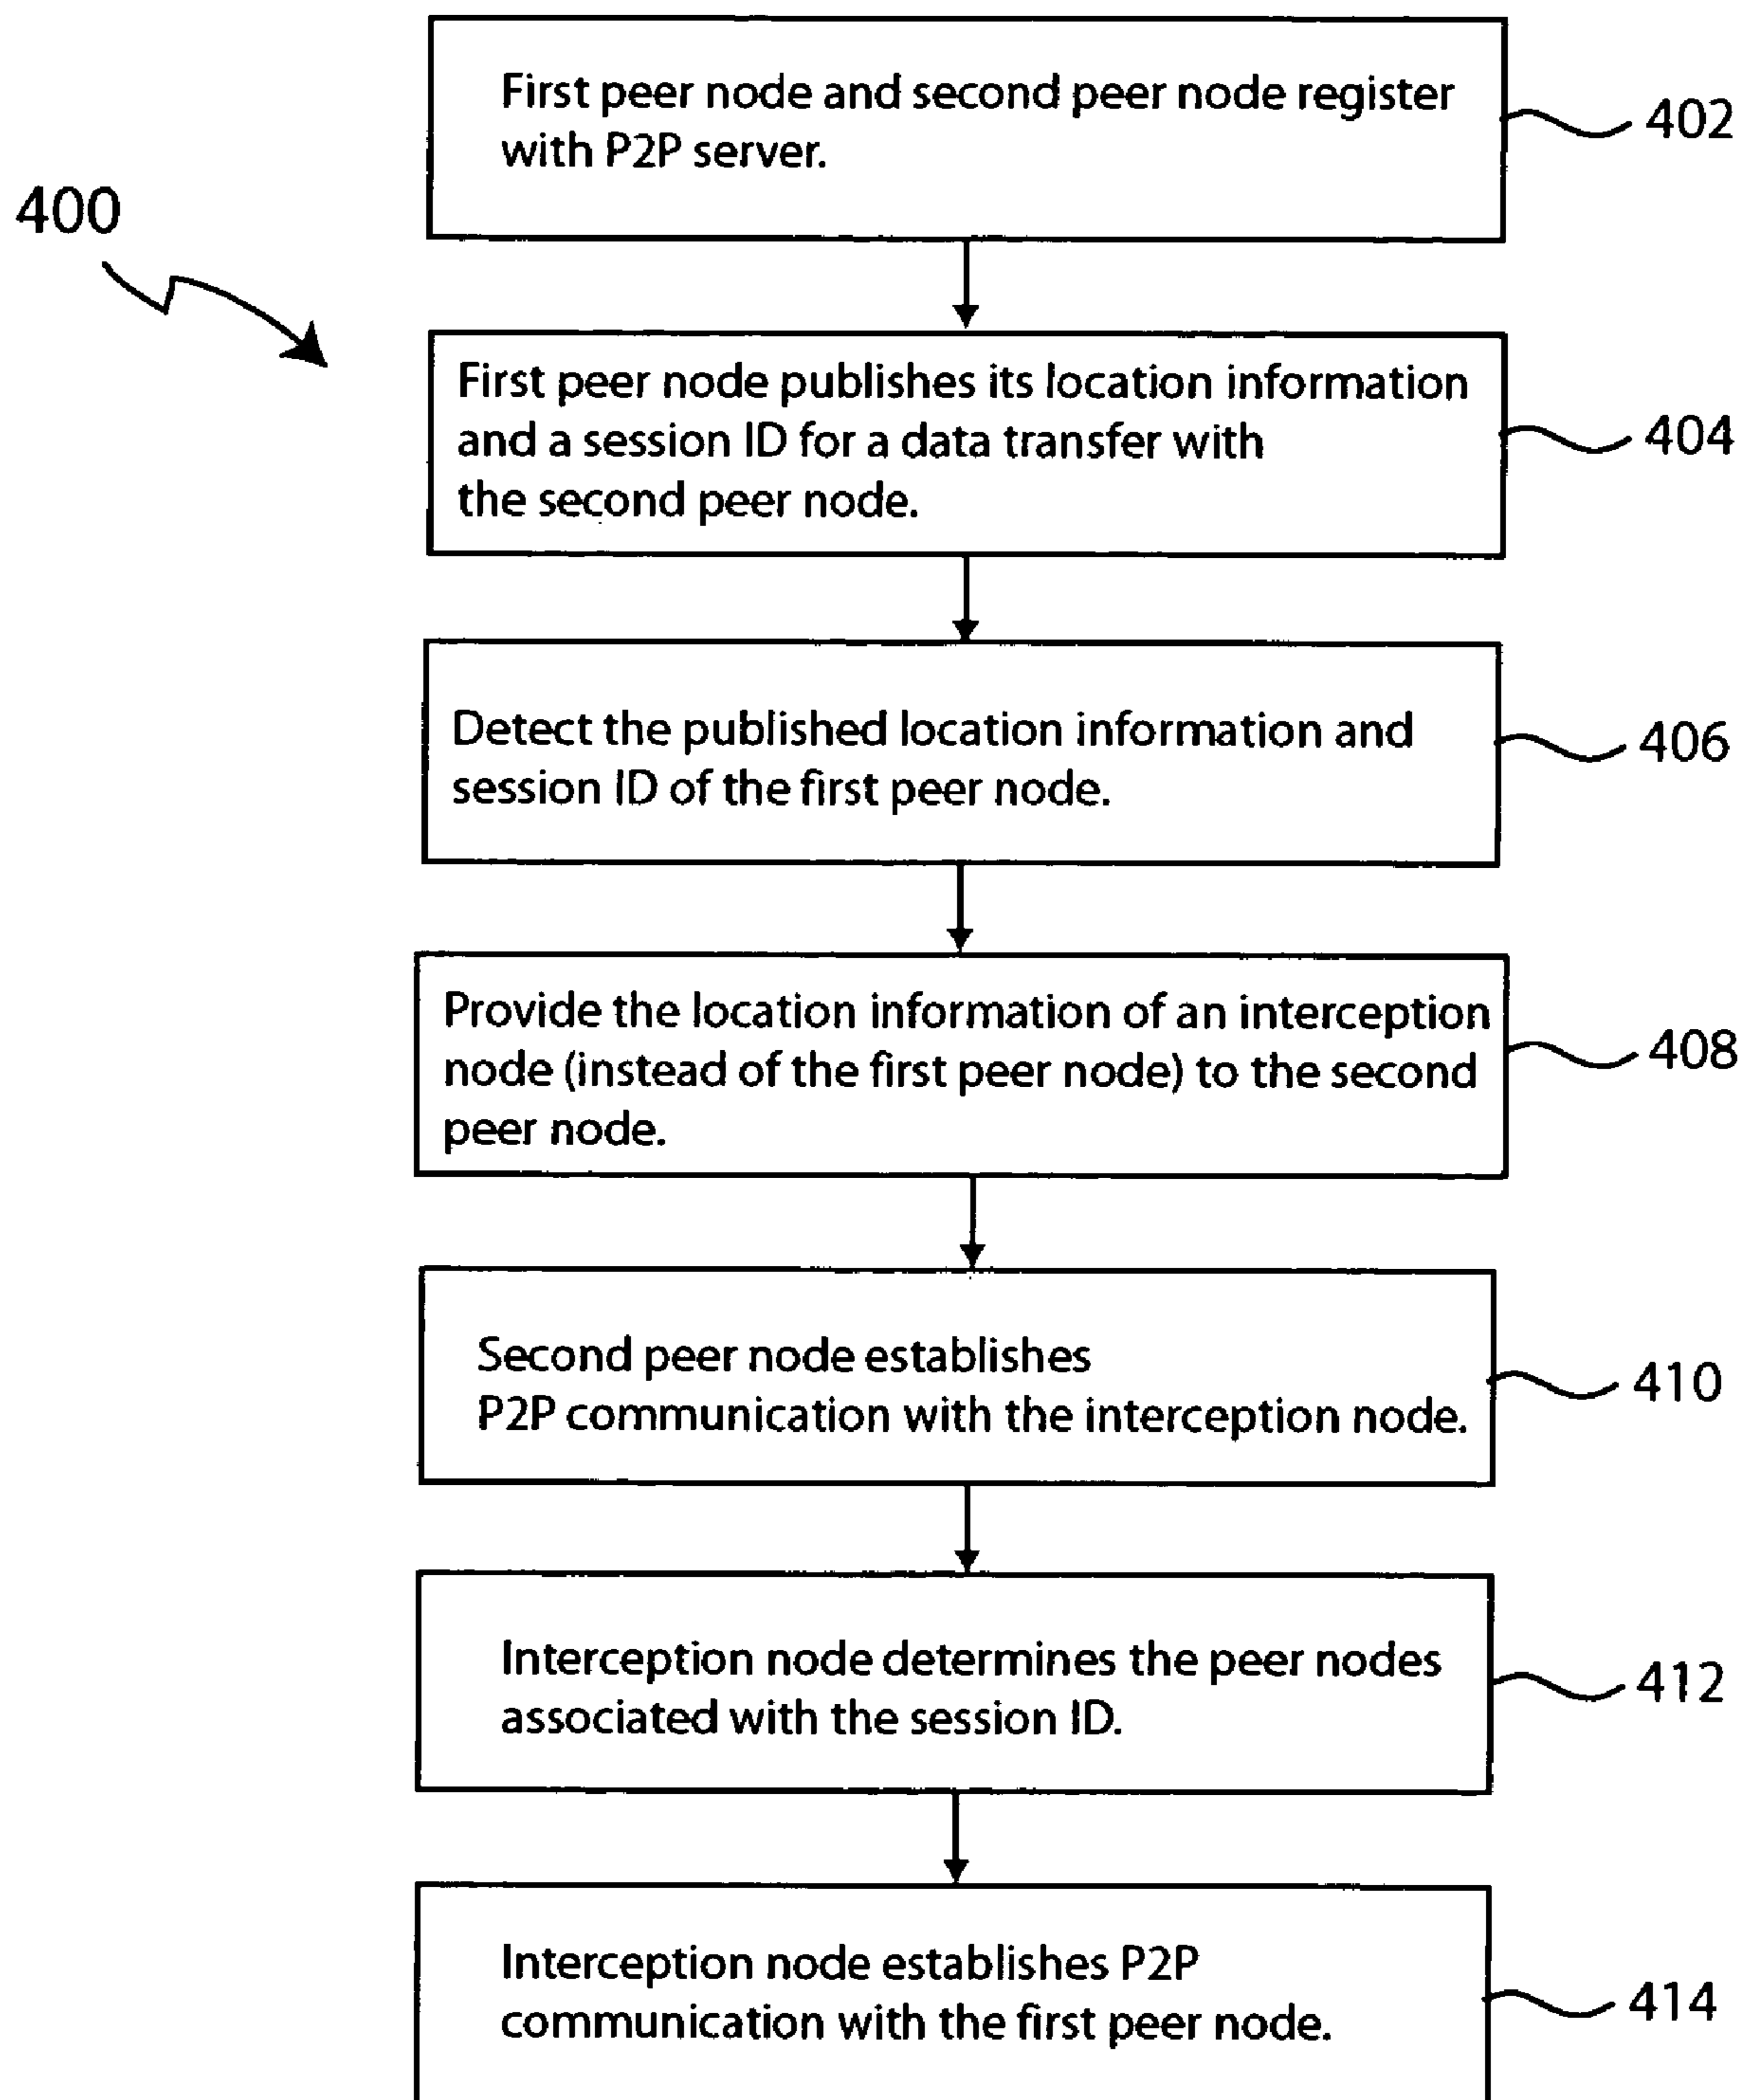 First peer node and second peer node register
with P2P server.
402
400
First peer node publishes its location information
and a session ID for a data transfer with
the second peer node.
404
Detect the published location information and
session ID of the first peer node.
406
Provide the location information of an interception
node (instead of the first peer node) to the second
peer node.
408
Second peer node establishes
P2P communication with the interception node.
410
Interception node determines the peer nodes
associated with the session ID.
412
Interception node establishes P2P
communication with the first peer node.
414